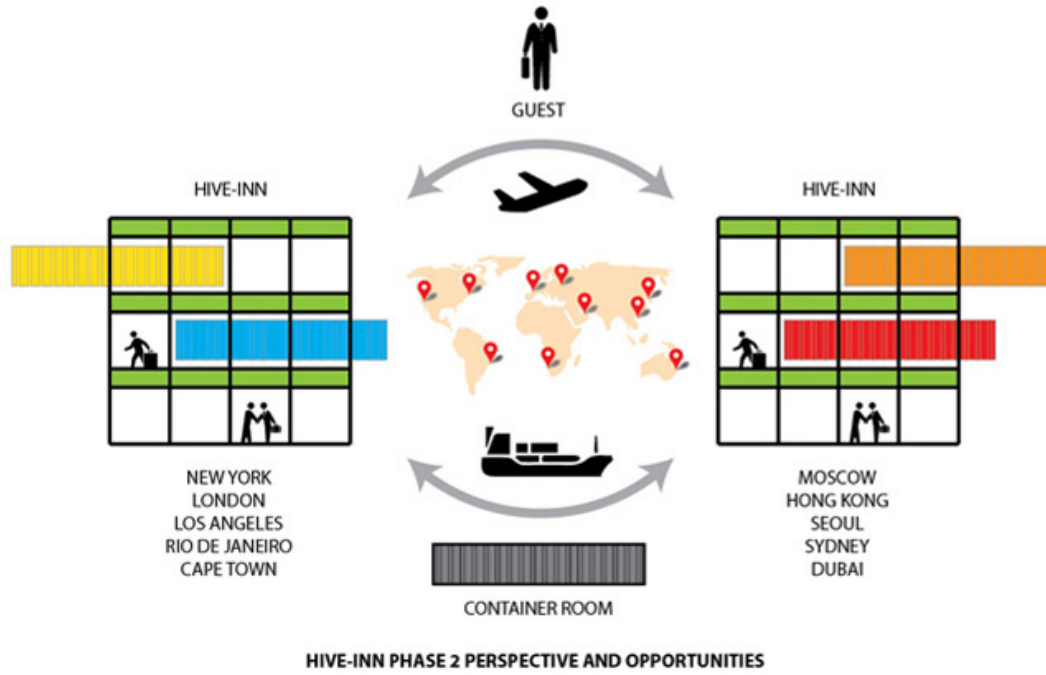 GUEST
HIVE-INN
HIVE-INN
NEW YORK
LONDON
LOS ANGELES
RIO DE JANEIRO
CAPE TOWN
MOSCOW
HONG KONG
SEOUL
SYDNEY
DUBAI
CONTAINER ROOM
HIVE-INN PHASE 2 PERSPECTIVE AND OPPORTUNITIES